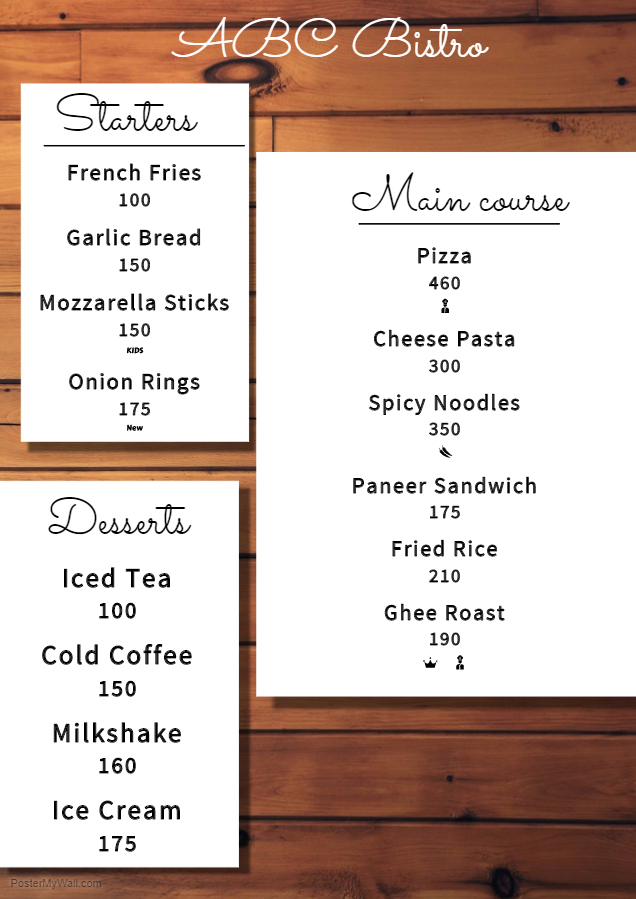 ABC Bistro
Starters
French Fries
100
Garlic Bread
150
Mozzarella Sticks
150
KIDS
Onion Rings
175
New
Main course
Pizza
460
Cheese Pasta
300
Spicy Noodles
350
Paneer Sandwich
175
Fried Rice
210
Ghee Roast
190
Desserts
Iced Tea
100
Cold Coffee
150
Milkshake
160
Ice Cream
175
PosterMyWall.com